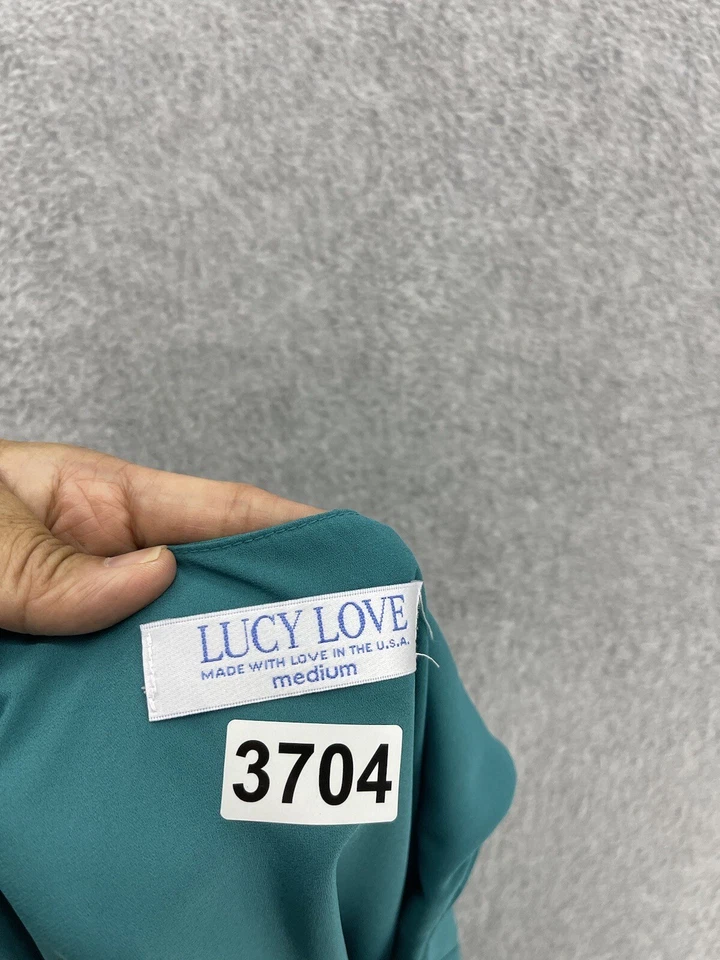 LUCY LOVE
MADE WITH LOVE IN THE U.S.A.
medium
3704